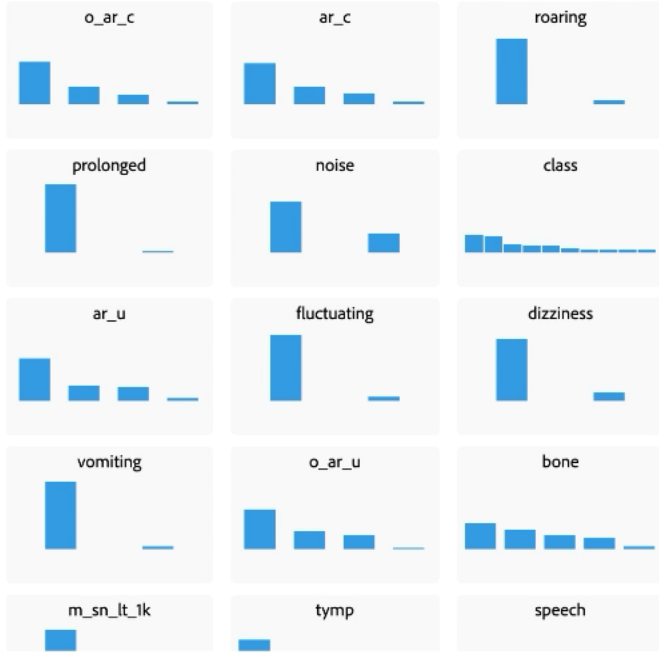 o_ar_c
ar_c
roaring
prolonged
noise
class
ar_u
fluctuating
dizziness
vomiting
o_ar_u
bone
m_sn_lt_1k
tymp
speech